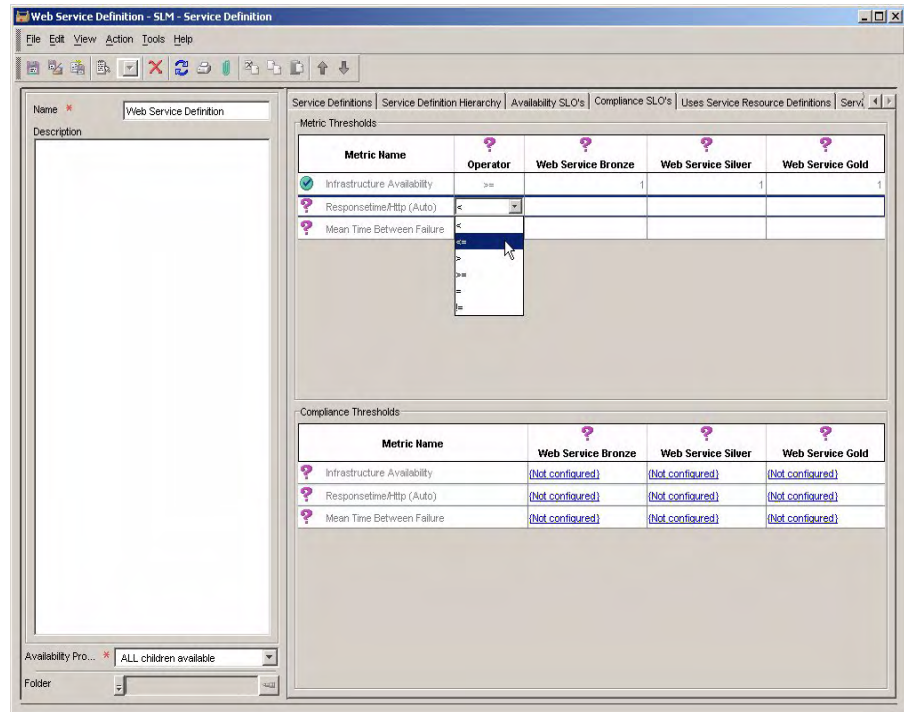 Web Service Definition - SLM - Service Definition
File Edit View Action Tools Help
Name * Web Service Definition
Description
Service Definitions Service Definition Hierarchy Availability SLO's Compliance SLO's Uses Service Resource Definitions Servi
Metric Thresholds
Metric Name Operator Web Service Bronze Web Service Silver Web Service Gold
Infrastructure Availability >= 1 1 1
Responsetime/Http (Auto) <
Mean Time Between Failure <
<=
>
>=
=
!=
Compliance Thresholds
Metric Name Web Service Bronze Web Service Silver Web Service Gold
Infrastructure Availability {Not configured} {Not configured} {Not configured}
Responsetime/Http (Auto) {Not configured} {Not configured} {Not configured}
Mean Time Between Failure {Not configured} {Not configured} {Not configured}
Availability Pro... * ALL children available
Folder